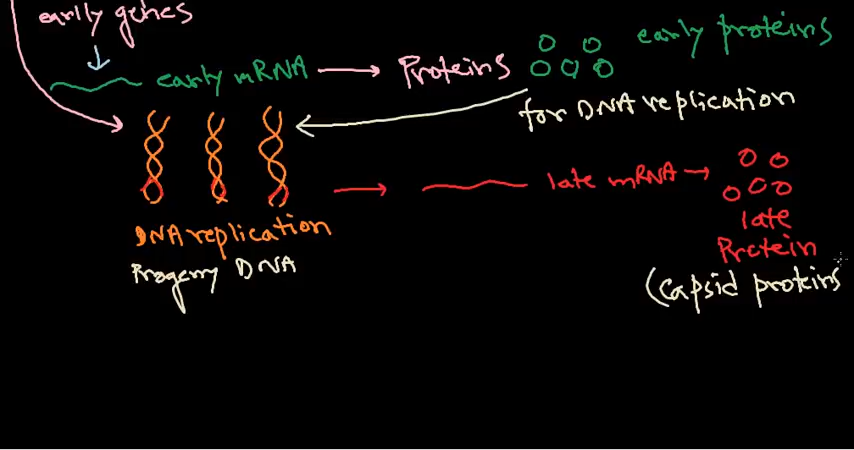 earlly genes
early mRNA
Proteins
early proteins
for DNA replication
late mRNA
late
Protein
(capsid proteins
DNA replication
Progeny DNA